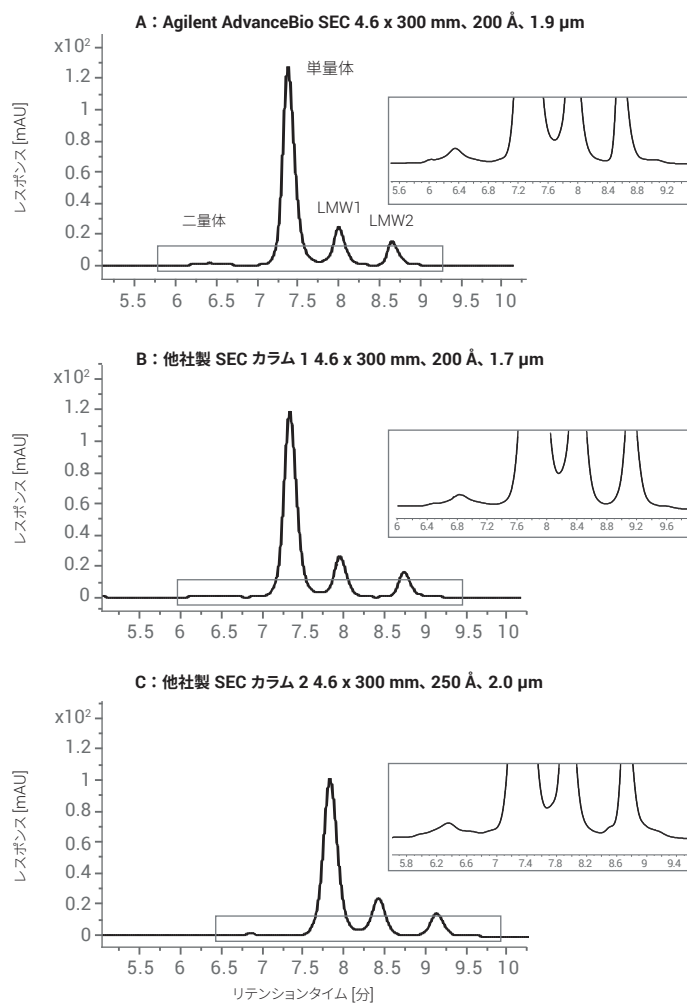 A：Agilent AdvanceBio SEC 4.6 x 300 mm、200 Å、1.9 µm
x10²
1.2
1
0.8
0.6
0.4
0.2
0
レスポンス [mAU]
単量体
二量体
LMW1
LMW2
5.5 6 6.5 7 7.5 8 8.5 9 9.5 10
5.6 6 6.4 6.8 7.2 7.6 8 8.4 8.8 9.2
B：他社製 SEC カラム 1 4.6 x 300 mm、200 Å、1.7 µm
x10²
1.2
1
0.8
0.6
0.4
0.2
0
レスポンス [mAU]
5.5 6 6.5 7 7.5 8 8.5 9 9.5 10
6 6.4 6.8 7.2 7.6 8 8.4 8.8 9.2 9.6
C：他社製 SEC カラム 2 4.6 x 300 mm、250 Å、2.0 µm
x10²
1.2
1
0.8
0.6
0.4
0.2
0
レスポンス [mAU]
5.5 6 6.5 7 7.5 8 8.5 9 9.5 10
5.8 6.2 6.6 7 7.4 7.8 8.2 8.6 9 9.4
リテンションタイム [分]